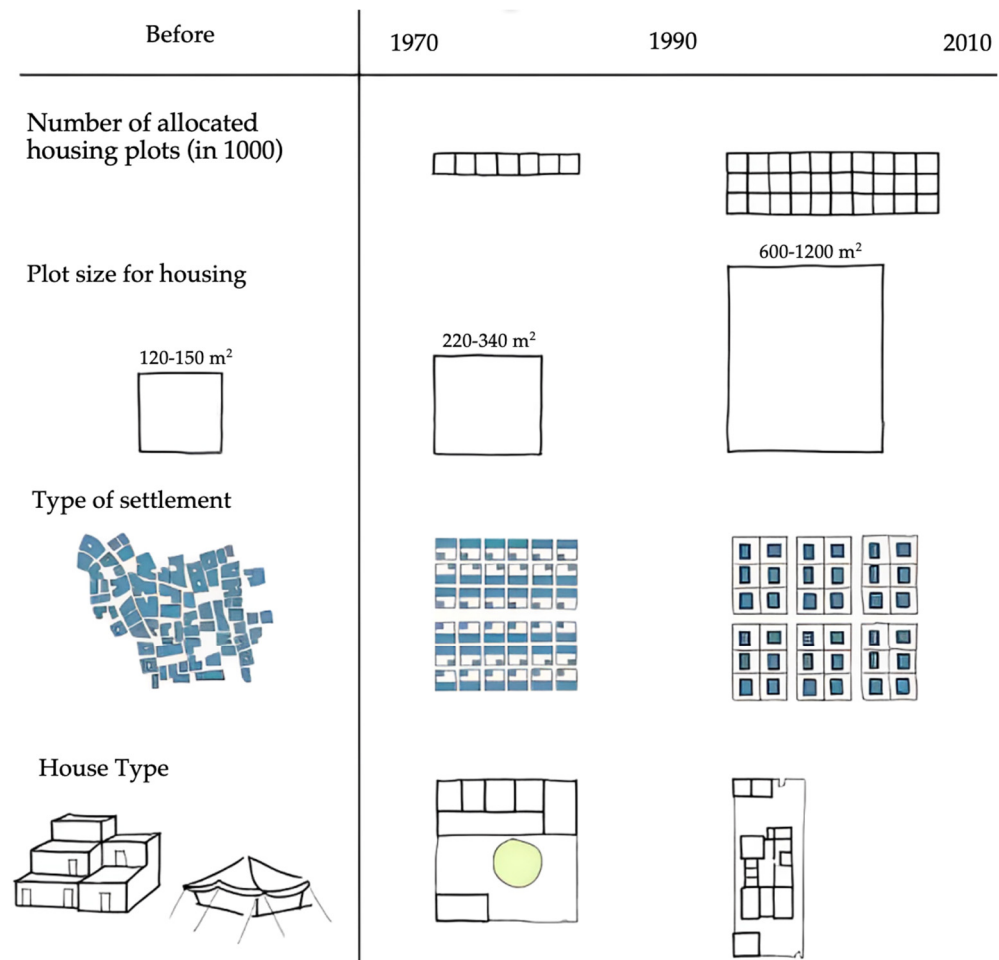 Before
1970
1990
2010
Number of allocated
housing plots (in 1000)
Plot size for housing
120-150 m²
220-340 m²
600-1200 m²
Type of settlement
House Type